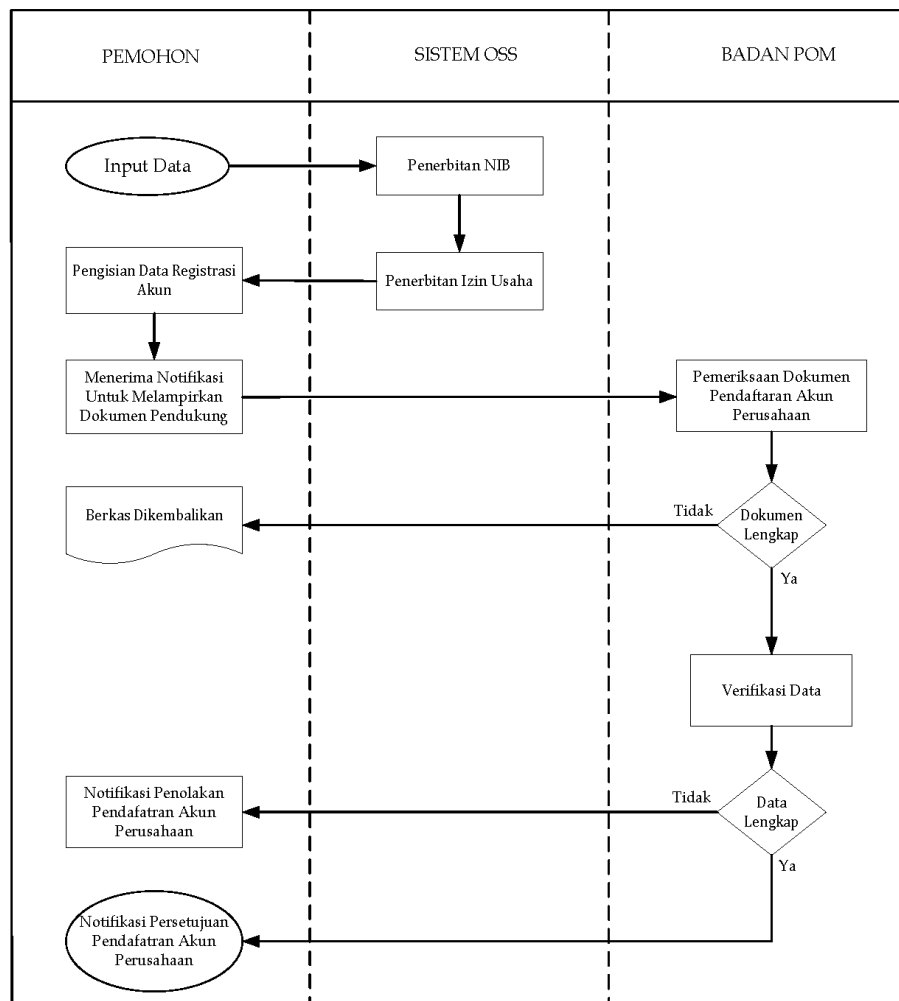 PEMOHON
SISTEM OSS
BADAN POM
Input Data
Penerbitan NIB
Pengisian Data Registrasi
Akun
Penerbitan Izin Usaha
Menerima Notifikasi
Untuk Melampirkan
Dokumen Pendukung
Pemeriksaan Dokumen
Pendaftaran Akun
Perusahaan
Berkas Dikembalikan
Tidak
Dokumen
Lengkap
Ya
Verifikasi Data
Notifikasi Penolakan
Pendafatran Akun
Perusahaan
Tidak
Data
Lengkap
Ya
Notifikasi Persetujuan
Pendafatran Akun
Perusahaan